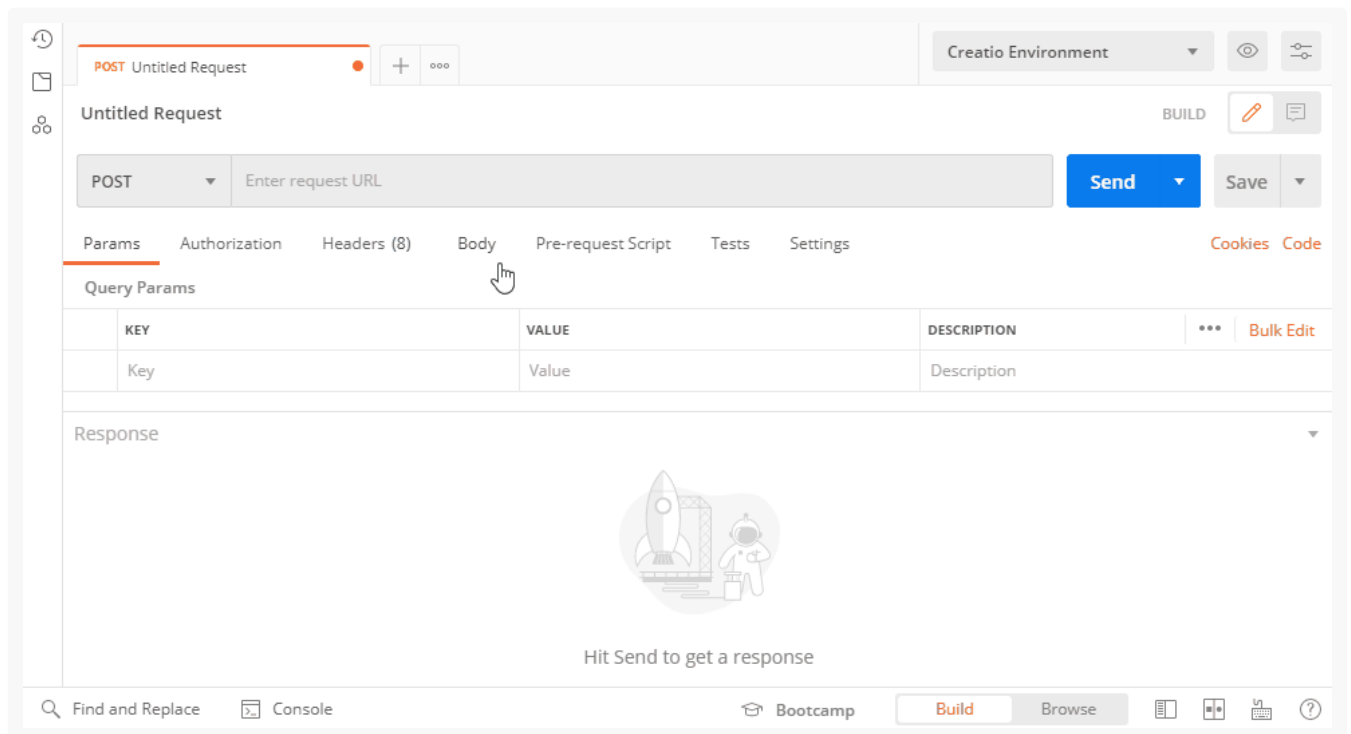 POST Untitled Request
Creatio Environment
Untitled Request
BUILD
POST
Enter request URL
Send
Save
Params Authorization Headers (8) Body Pre-request Script Tests Settings Cookies Code
Query Params
KEY VALUE DESCRIPTION Bulk Edit
Key Value Description
Response
Hit Send to get a response
Find and Replace Console Bootcamp Build Browse